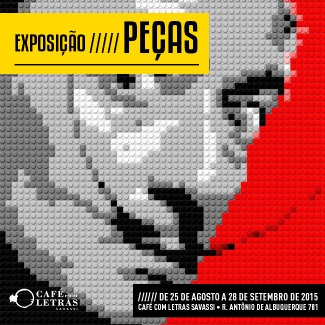 EXPOSIÇÃO ///// PEÇAS
CAFÉ COM
LETRAS
SAVASSI
////// DE 25 DE AGOSTO A 28 DE SETEMBRO DE 2015
CAFÉ COM LETRAS SAVASSI • R. ANTÔNIO DE ALBUQUERQUE 781